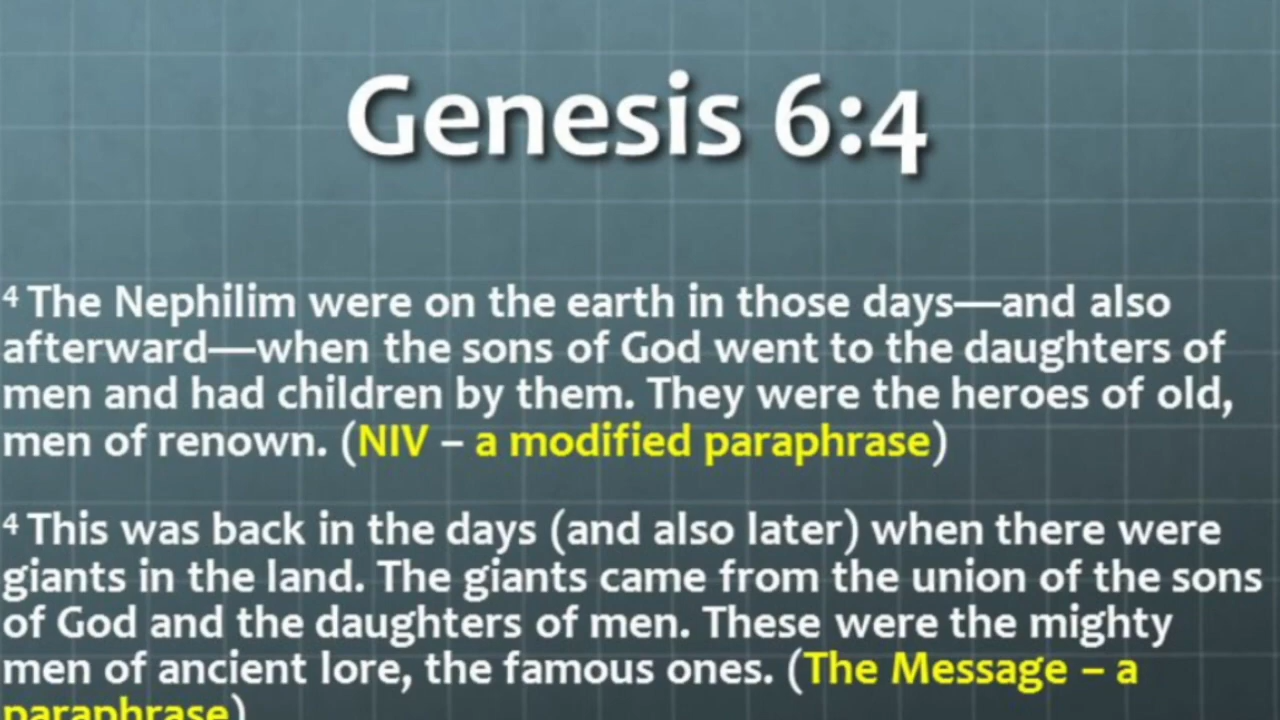 Genesis 6:4
⁴ The Nephilim were on the earth in those days—and also
afterward—when the sons of God went to the daughters of
men and had children by them. They were the heroes of old,
men of renown. (NIV – a modified paraphrase)
⁴ This was back in the days (and also later) when there were
giants in the land. The giants came from the union of the sons
of God and the daughters of men. These were the mighty
men of ancient lore, the famous ones. (The Message – a
paraphrase)